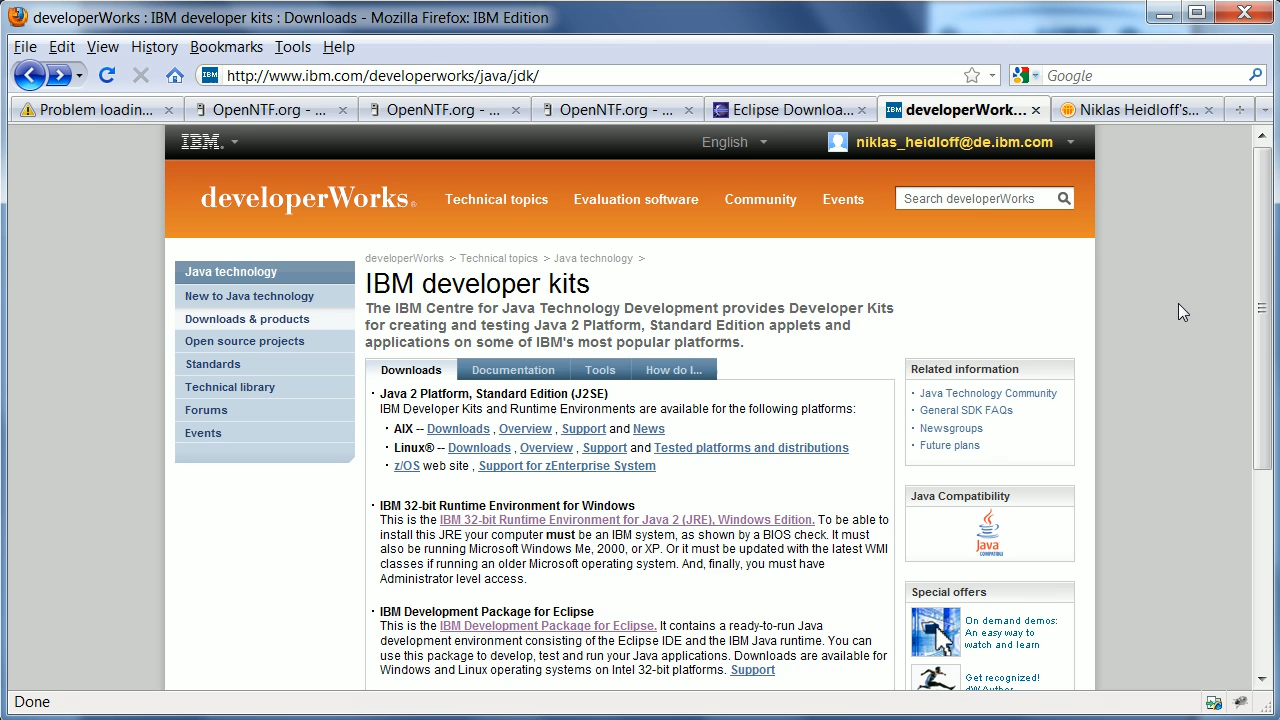 developerWorks : IBM developer kits : Downloads - Mozilla Firefox: IBM Edition
File Edit View History Bookmarks Tools Help
IBM http://www.ibm.com/developerworks/java/jdk/ Google
Problem loadin... OpenNTF.org - ... OpenNTF.org - ... OpenNTF.org - ... Eclipse Downloa... IBM developerWork... Niklas Heidloff's...
IBM. English niklas_heidloff@de.ibm.com
developerWorks® Technical topics Evaluation software Community Events Search developerWorks
Java technology
New to Java technology
Downloads & products
Open source projects
Standards
Technical library
Forums
Events
developerWorks > Technical topics > Java technology >
IBM developer kits
The IBM Centre for Java Technology Development provides Developer Kits
for creating and testing Java 2 Platform, Standard Edition applets and
applications on some of IBM's most popular platforms.
Downloads Documentation Tools How do I...
· Java 2 Platform, Standard Edition (J2SE)
IBM Developer Kits and Runtime Environments are available for the following platforms:
· AIX -- Downloads , Overview , Support and News
· Linux® -- Downloads , Overview , Support and Tested platforms and distributions
· z/OS web site , Support for zEnterprise System
· IBM 32-bit Runtime Environment for Windows
This is the IBM 32-bit Runtime Environment for Java 2 (JRE), Windows Edition. To be able to
install this JRE your computer must be an IBM system, as shown by a BIOS check. It must
also be running Microsoft Windows Me, 2000, or XP. Or it must be updated with the latest WMI
classes if running an older Microsoft operating system. And, finally, you must have
Administrator level access.
· IBM Development Package for Eclipse
This is the IBM Development Package for Eclipse. It contains a ready-to-run Java
development environment consisting of the Eclipse IDE and the IBM Java runtime. You can
use this package to develop, test and run your Java applications. Downloads are available for
Windows and Linux operating systems on Intel 32-bit platforms. Support
Related information
Java Technology Community
General SDK FAQs
Newsgroups
Future plans
Java Compatibility
Java
COMPATIBLE
Special offers
On demand demos:
An easy way to
watch and learn
Get recognized!
dW Author
Done